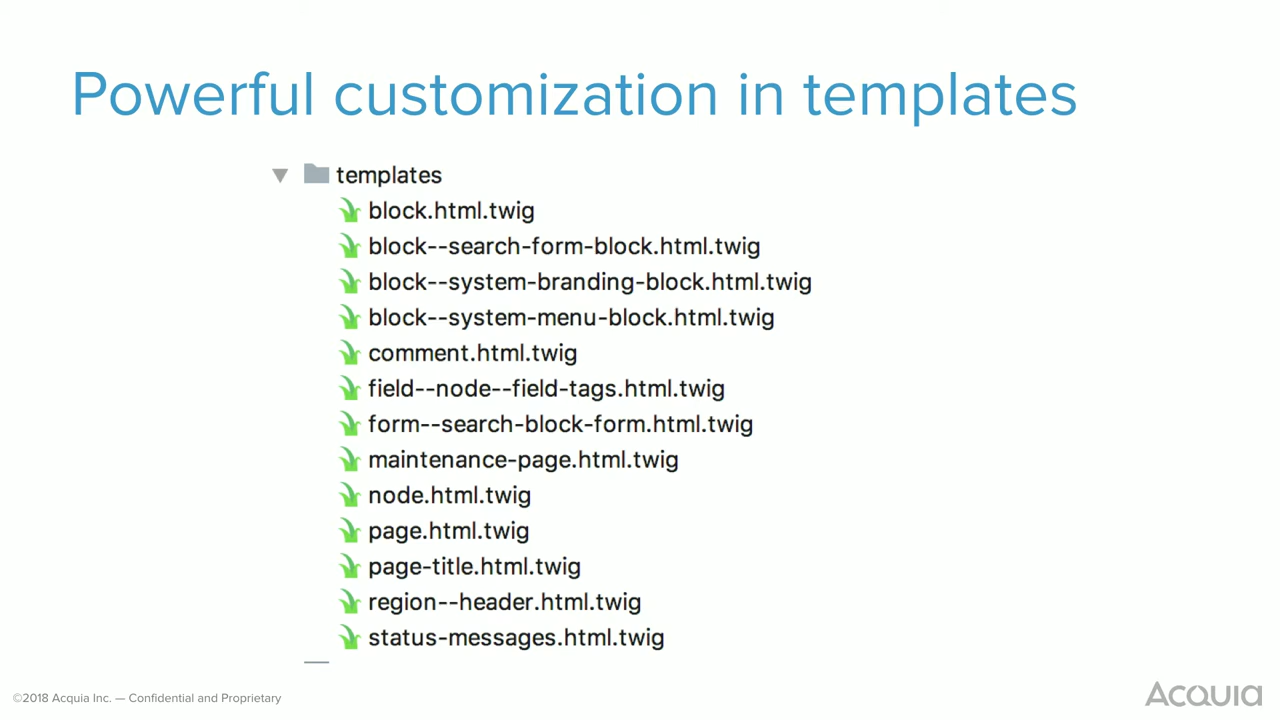 Powerful customization in templates
templates
block.html.twig
block--search-form-block.html.twig
block--system-branding-block.html.twig
block--system-menu-block.html.twig
comment.html.twig
field--node--field-tags.html.twig
form--search-block-form.html.twig
maintenance-page.html.twig
node.html.twig
page.html.twig
page-title.html.twig
region--header.html.twig
status-messages.html.twig
©2018 Acquia Inc. — Confidential and Proprietary
Acquia